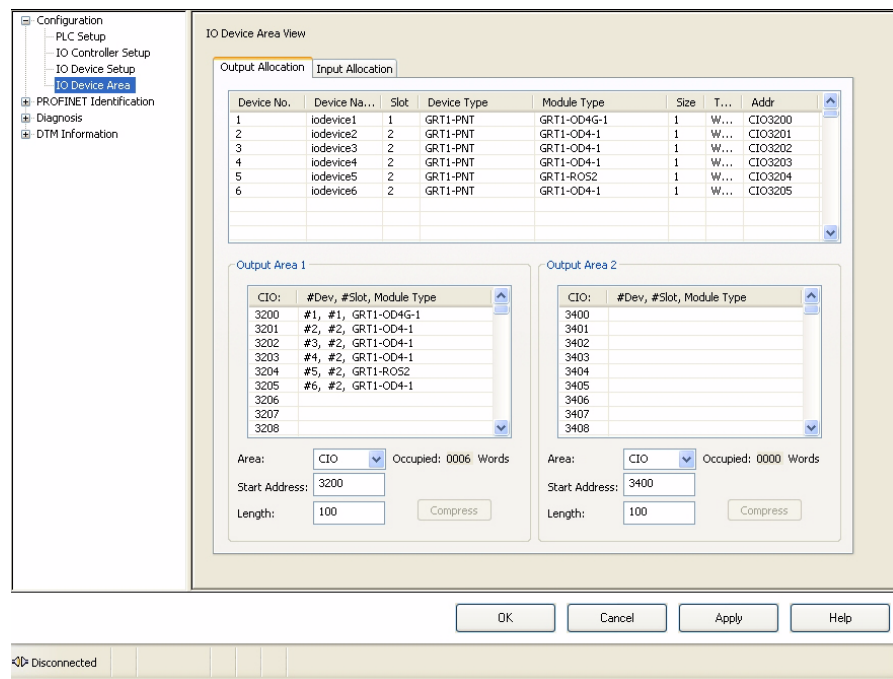 Configuration
PLC Setup
IO Controller Setup
IO Device Setup
IO Device Area
PROFINET Identification
Diagnosis
DTM Information
IO Device Area View
Output Allocation Input Allocation
Device No. Device Na... Slot Device Type Module Type Size T... Addr
1 iodevice1 1 GRT1-PNT GRT1-OD4G-1 1 W... CIO3200
2 iodevice2 2 GRT1-PNT GRT1-OD4-1 1 W... CIO3201
3 iodevice3 2 GRT1-PNT GRT1-OD4-1 1 W... CIO3202
4 iodevice4 2 GRT1-PNT GRT1-OD4-1 1 W... CIO3203
5 iodevice5 2 GRT1-PNT GRT1-ROS2 1 W... CIO3204
6 iodevice6 2 GRT1-PNT GRT1-OD4-1 1 W... CIO3205
Output Area 1
CIO: #Dev, #Slot, Module Type
3200 #1, #1, GRT1-OD4G-1
3201 #2, #2, GRT1-OD4-1
3202 #3, #2, GRT1-OD4-1
3203 #4, #2, GRT1-OD4-1
3204 #5, #2, GRT1-ROS2
3205 #6, #2, GRT1-OD4-1
3206
3207
3208
Area: CIO Occupied: 0006 Words
Start Address: 3200
Length: 100 Compress
Output Area 2
CIO: #Dev, #Slot, Module Type
3400
3401
3402
3403
3404
3405
3406
3407
3408
Area: CIO Occupied: 0000 Words
Start Address: 3400
Length: 100 Compress
OK Cancel Apply Help
Disconnected